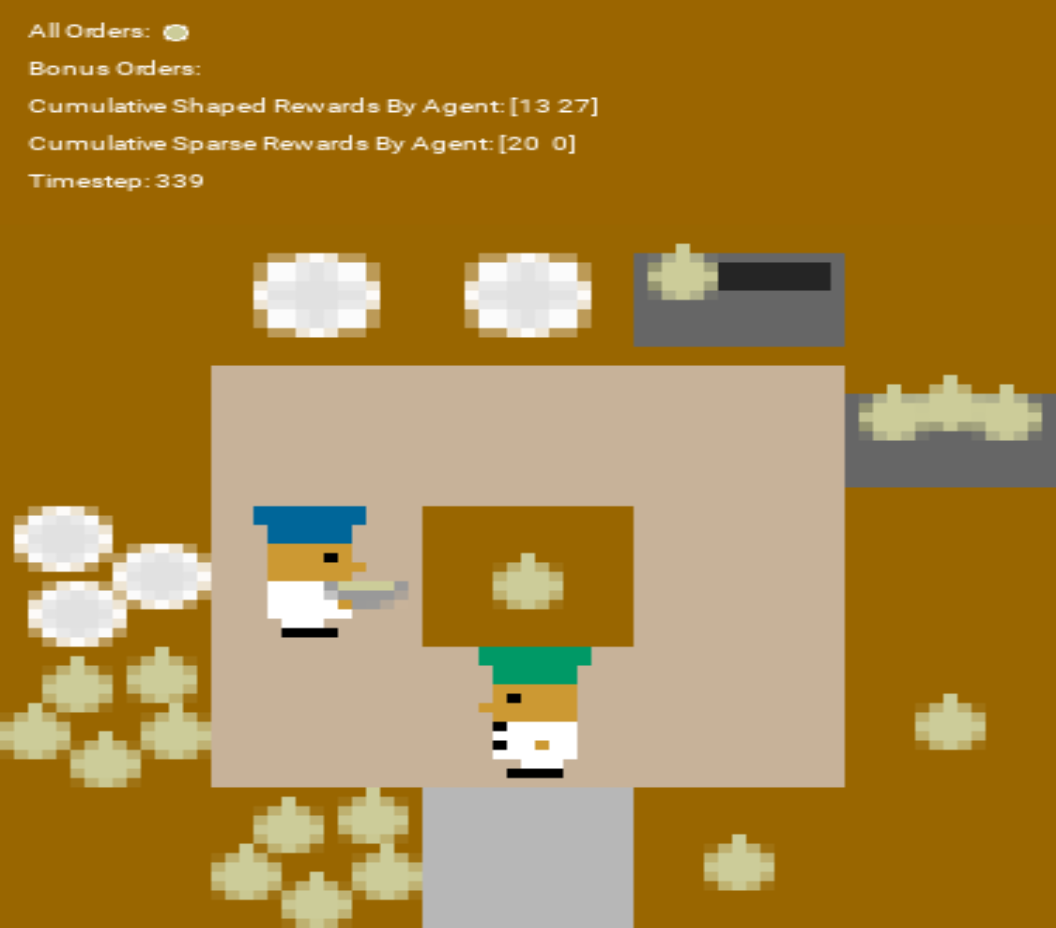 All Orders:
Bonus Orders:
Cumulative Shaped Rewards By Agent: [13 27]
Cumulative Sparse Rewards By Agent: [20  0]
Timestep: 339